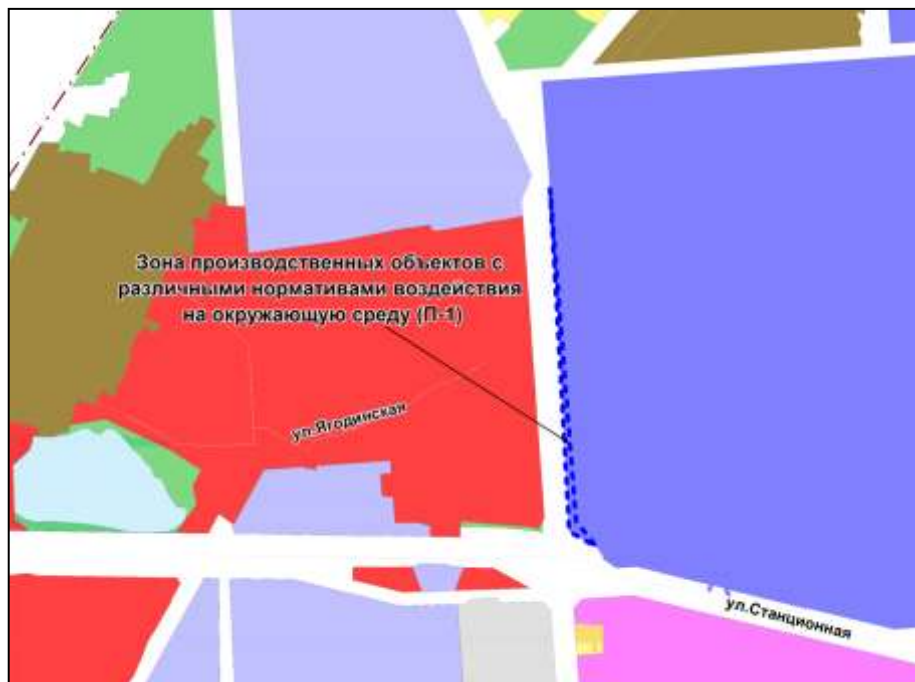 Зона производственных объектов с
различными нормативами воздействия
на окружающую среду (П-1)
ул.Ягодинская
ул.Станционная